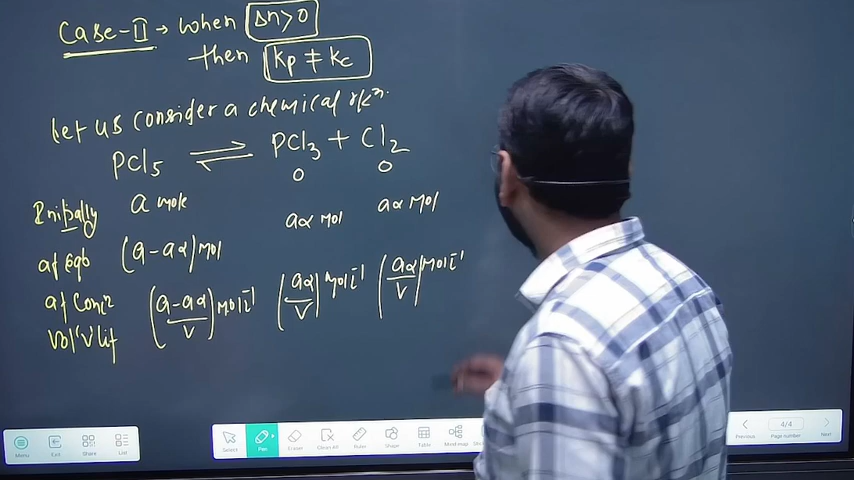 Case-II → when Δn>0
then Kp ≠ Kc
Let us consider a chemical rxn.
PCl5 ⇌ PCl3 + Cl2
0 0
Initially a mole
at eqb (a-aα)mol aα mol aα mol
at Concn (a-aα/V)mol L-1 (aα/V)mol L-1 (aα/V)mol L-1
Vol 'V' lit
Menu Exit Share List
Select Pen Eraser Clean All Ruler Shape Table Mind map
Previous 4/4 Page number Next